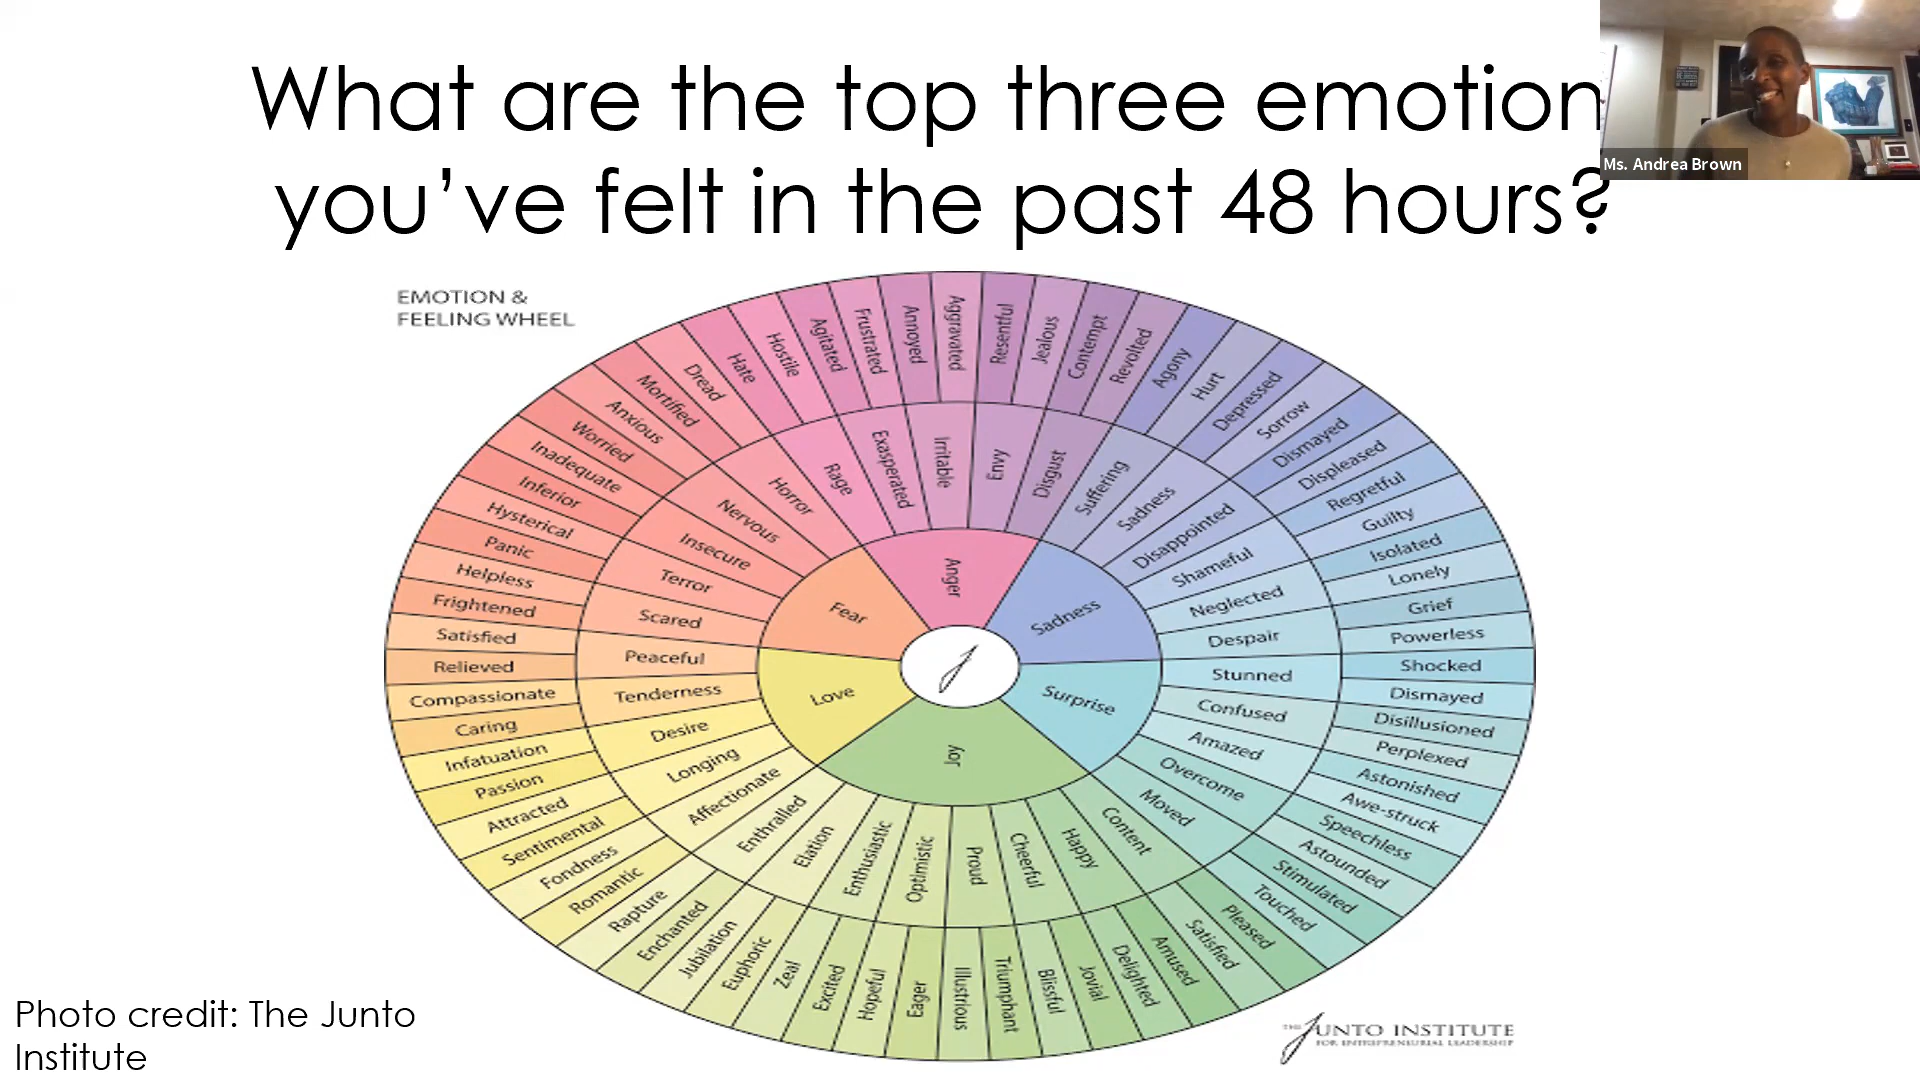 What are the top three emotion
you’ve felt in the past 48 hours?
Ms. Andrea Brown
EMOTION &
FEELING WHEEL
Anger
Sadness
Surprise
Joy
Love
Fear
Rage
Exasperated
Irritable
Envy
Disgust
Suffering
Sadness
Disappointed
Shameful
Neglected
Despair
Stunned
Confused
Amazed
Overcome
Moved
Content
Happy
Cheerful
Proud
Optimistic
Enthusiastic
Elation
Enthralled
Affectionate
Longing
Desire
Tenderness
Peaceful
Scared
Terror
Insecure
Nervous
Horror
Hate
Hostile
Agitated
Frustrated
Annoyed
Aggravated
Resentful
Jealous
Contempt
Revolted
Agony
Hurt
Depressed
Sorrow
Dismayed
Displeased
Regretful
Guilty
Isolated
Lonely
Grief
Powerless
Shocked
Dismayed
Disillusioned
Perplexed
Astonished
Awe-struck
Speechless
Astounded
Stimulated
Touched
Pleased
Satisfied
Amused
Delighted
Jovial
Blissful
Triumphant
Illustrious
Eager
Hopeful
Excited
Zeal
Euphoric
Jubilation
Enchanted
Rapture
Romantic
Fondness
Sentimental
Attracted
Passion
Infatuation
Caring
Compassionate
Relieved
Satisfied
Frightened
Helpless
Panic
Hysterical
Inferior
Inadequate
Worried
Anxious
Mortified
Dread
J
Photo credit: The Junto
Institute
THE JUNTO INSTITUTE
FOR ENTREPRENEURIAL LEADERSHIP